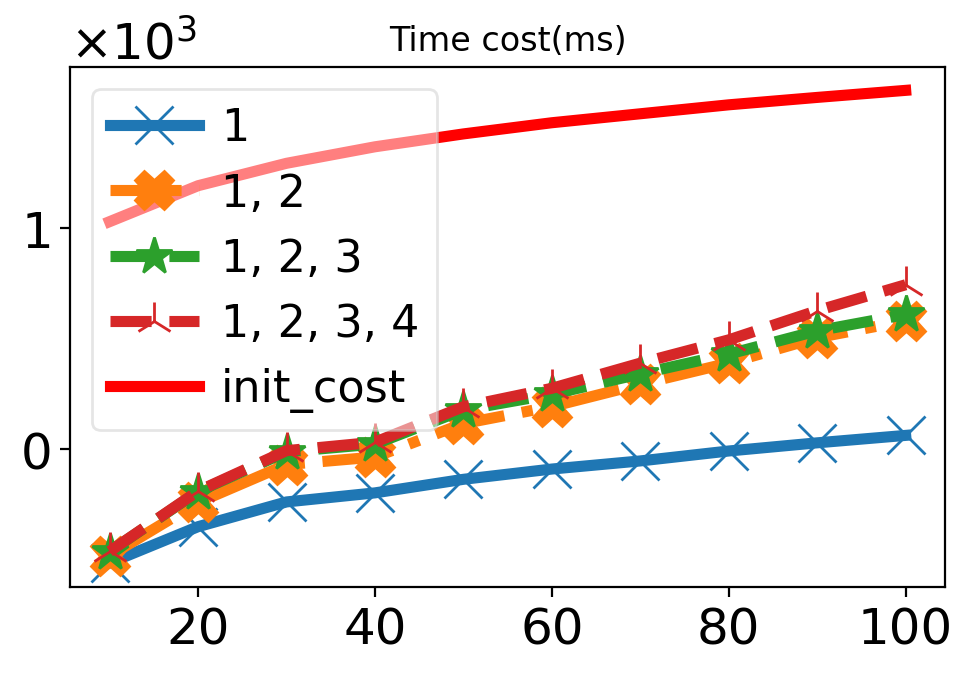 ×10³
Time cost(ms)
1
1, 2
1, 2, 3
1, 2, 3, 4
init_cost
1
0
20 40 60 80 100